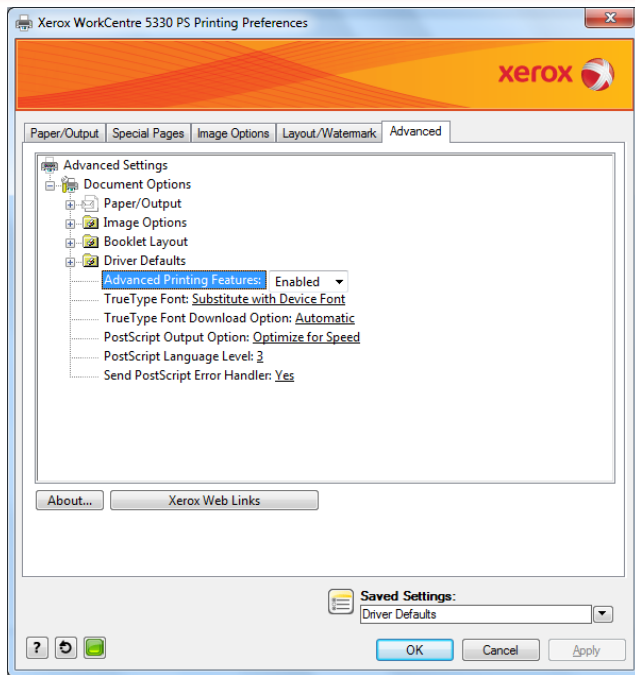 Xerox WorkCentre 5330 PS Printing Preferences
xerox
Paper/Output Special Pages Image Options Layout/Watermark Advanced
Advanced Settings
Document Options
Paper/Output
Image Options
Booklet Layout
Driver Defaults
Advanced Printing Features: Enabled
TrueType Font: Substitute with Device Font
TrueType Font Download Option: Automatic
PostScript Output Option: Optimize for Speed
PostScript Language Level: 3
Send PostScript Error Handler: Yes
About... Xerox Web Links
Saved Settings:
Driver Defaults
? OK Cancel Apply